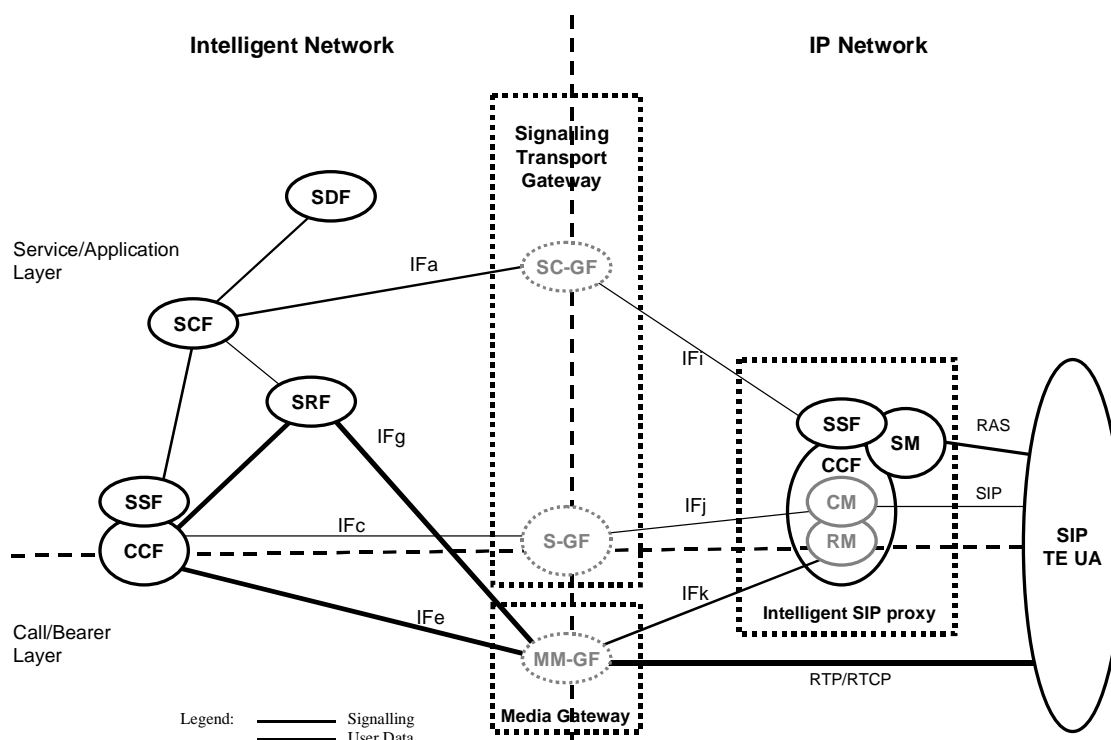 Intelligent Network
IP Network
Signalling
Transport
Gateway
SDF
Service/Application
Layer
IFa
SC-GF
SCF
IFi
SRF
IFg
SSF
SM
RAS
CCF
SSF
CM
SIP
IFj
IFc
S-GF
CCF
RM
SIP
TE UA
IFk
IFe
Intelligent SIP proxy
Call/Bearer
Layer
MM-GF
RTP/RTCP
Media Gateway
Legend:
Signalling
User Data